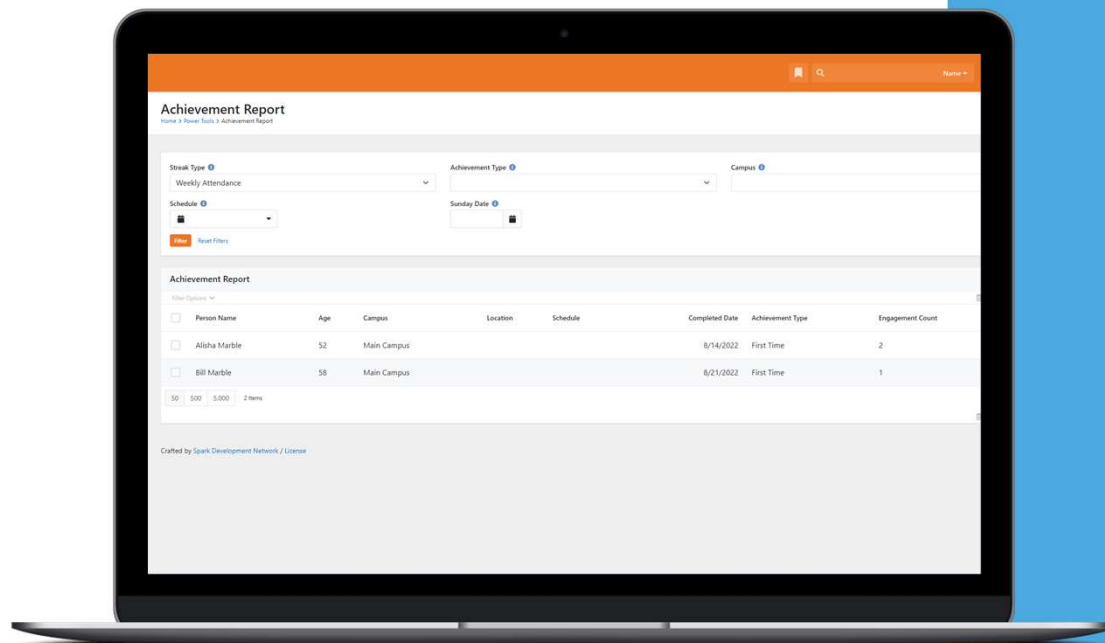 Name
Achievement Report
Home > Power Tools > Achievement Report
Streak Type Achievement Type Campus
Weekly Attendance
Schedule Sunday Date
Filter Reset Filters
Achievement Report
Filter Options
Person Name Age Campus Location Schedule Completed Date Achievement Type Engagement Count
Alisha Marble 52 Main Campus 8/14/2022 First Time 2
Bill Marble 58 Main Campus 8/21/2022 First Time 1
50 500 5,000 2 Items
Crafted by Spark Development Network / License